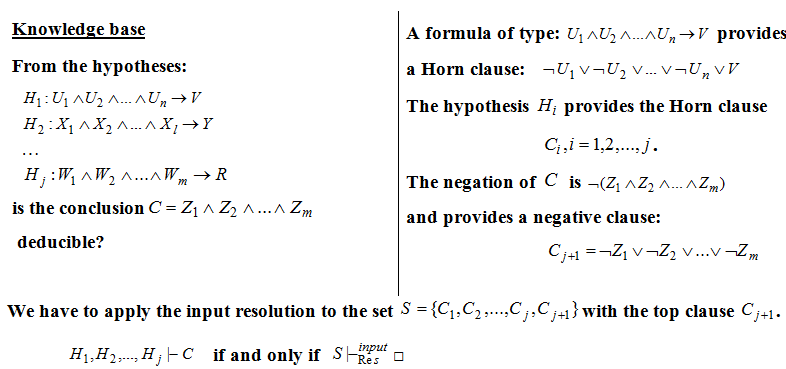 Knowledge base
From the hypotheses:
H₁ : U₁ ∧U₂ ∧...∧Uₙ → V
H₂ : X₁ ∧ X₂ ∧...∧ Xₗ → Y
...
Hⱼ : W₁ ∧ W₂ ∧...∧ Wₘ → R
is the conclusion C = Z₁ ∧ Z₂ ∧...∧ Zₘ
deducible?
A formula of type: U₁ ∧U₂ ∧...∧Uₙ → V provides
a Horn clause: ¬U₁ ∨ ¬U₂ ∨... ∨ ¬Uₙ ∨ V
The hypothesis Hᵢ provides the Horn clause
Cᵢ , i = 1,2,..., j .
The negation of C is ¬(Z₁ ∧ Z₂ ∧...∧ Zₘ)
and provides a negative clause:
Cⱼ₊₁ = ¬Z₁ ∨ ¬Z₂ ∨...∨ ¬Zₘ
We have to apply the input resolution to the set S = {C₁,C₂,...,Cⱼ,Cⱼ₊₁} with the top clause Cⱼ₊₁.
H₁, H₂,..., Hⱼ ├ C if and only if S ├ input Res □